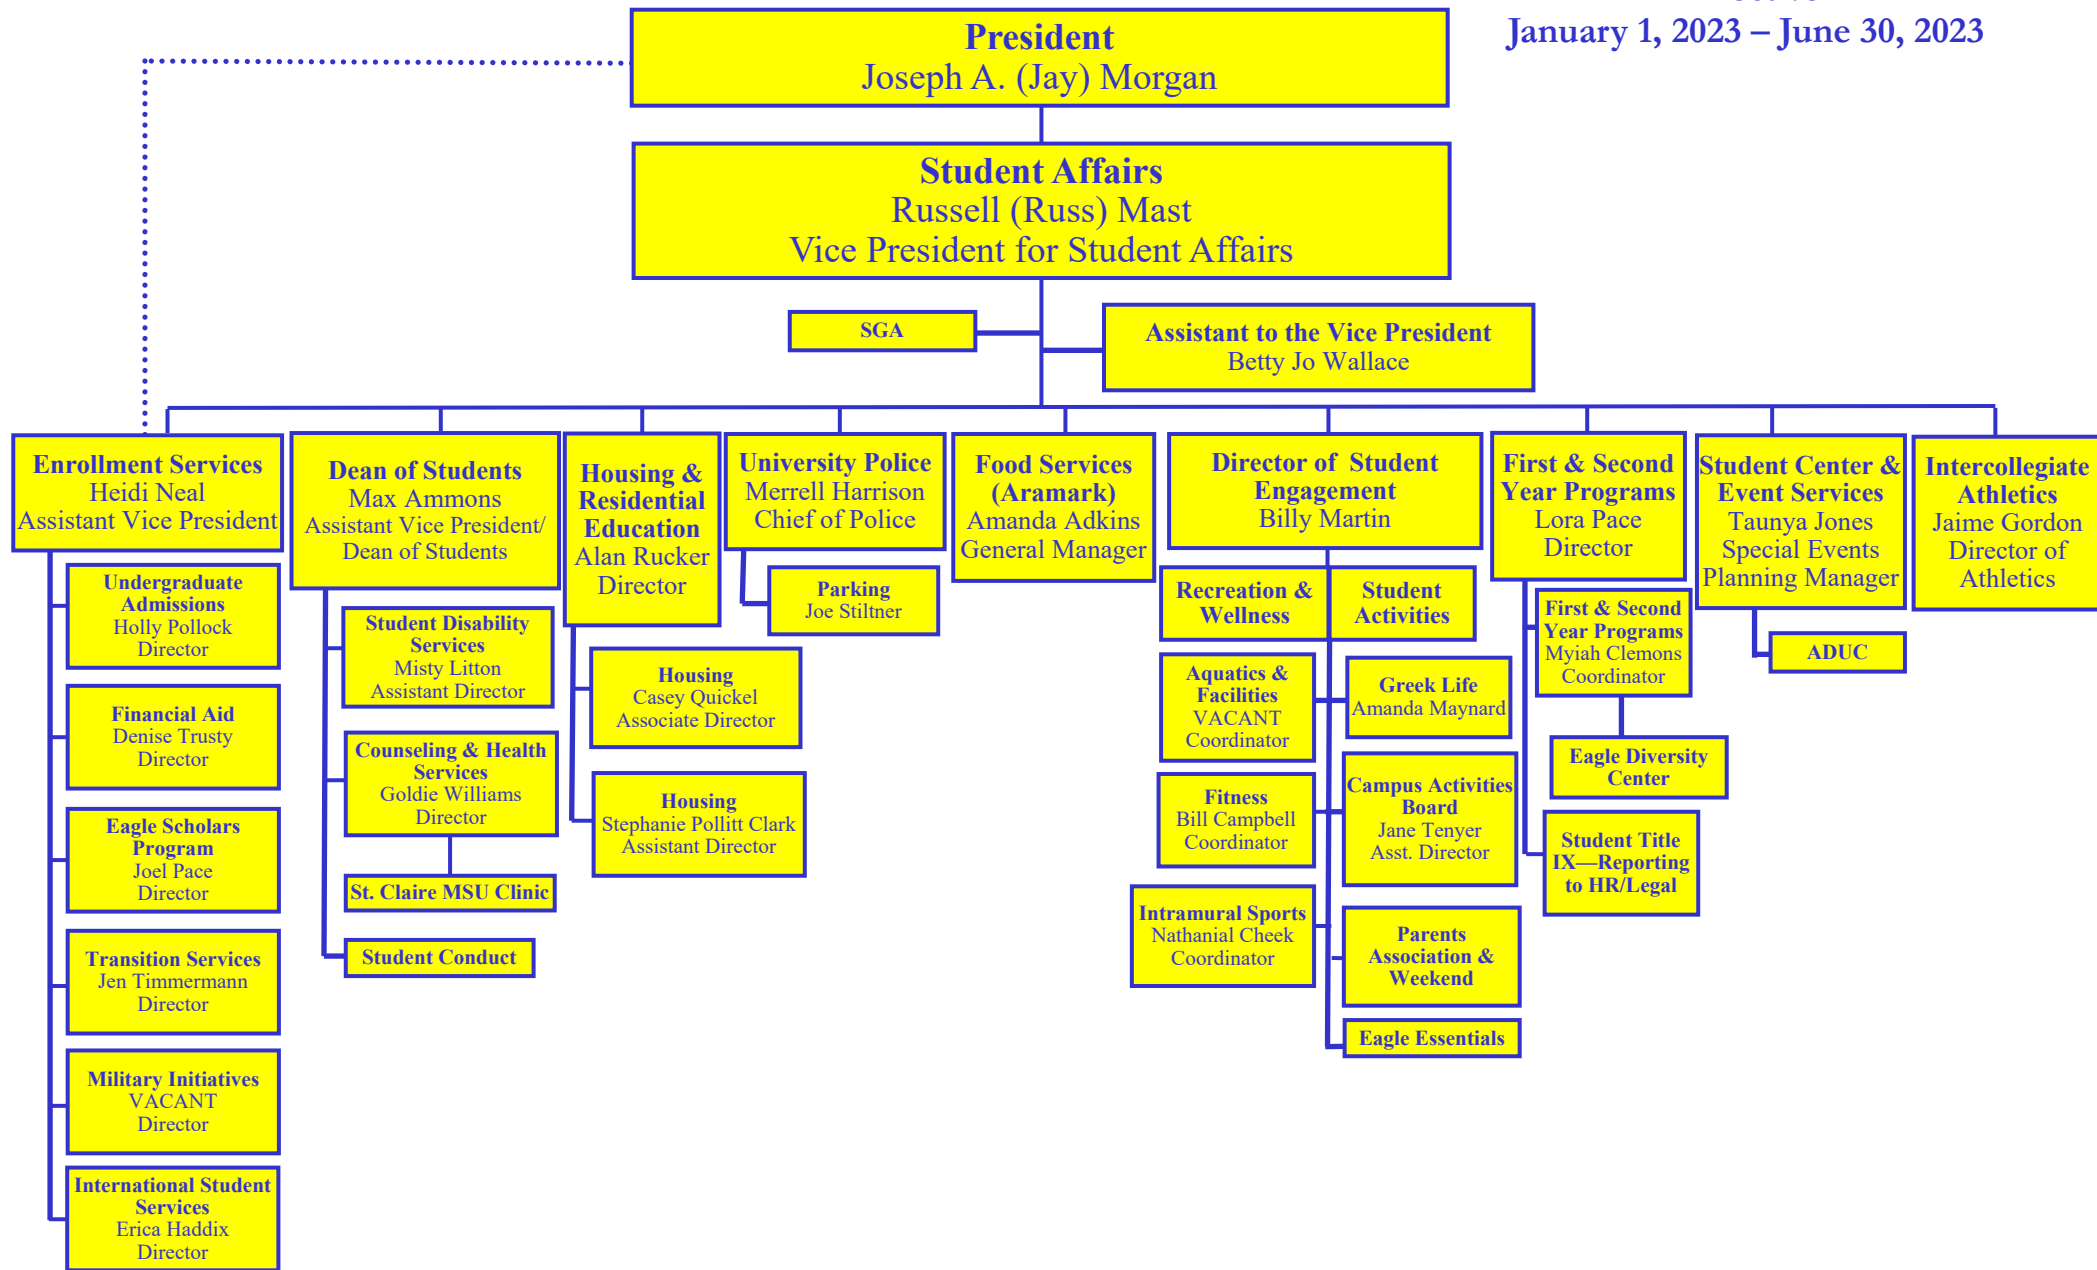 January 1, 2023 – June 30, 2023
President
Joseph A. (Jay) Morgan
Student Affairs
Russell (Russ) Mast
Vice President for Student Affairs
SGA
Assistant to the Vice President
Betty Jo Wallace
Enrollment Services
Heidi Neal
Assistant Vice President
Undergraduate
Admissions
Holly Pollock
Director
Financial Aid
Denise Trusty
Director
Eagle Scholars
Program
Joel Pace
Director
Transition Services
Jen Timmermann
Director
Military Initiatives
VACANT
Director
International Student
Services
Erica Haddix
Director
Dean of Students
Max Ammons
Assistant Vice President/
Dean of Students
Student Disability
Services
Misty Litton
Assistant Director
Counseling & Health
Services
Goldie Williams
Director
St. Claire MSU Clinic
Student Conduct
Housing &
Residential
Education
Alan Rucker
Director
Housing
Casey Quickel
Associate Director
Housing
Stephanie Pollitt Clark
Assistant Director
University Police
Merrell Harrison
Chief of Police
Parking
Joe Stiltner
Food Services
(Aramark)
Amanda Adkins
General Manager
Director of Student
Engagement
Billy Martin
Recreation &
Wellness
Aquatics &
Facilities
VACANT
Coordinator
Fitness
Bill Campbell
Coordinator
Intramural Sports
Nathanial Cheek
Coordinator
Student
Activities
Greek Life
Amanda Maynard
Campus Activities
Board
Jane Tenyer
Asst. Director
Parents
Association &
Weekend
Eagle Essentials
First & Second
Year Programs
Lora Pace
Director
First & Second
Year Programs
Myiah Clemons
Coordinator
Eagle Diversity
Center
Student Title
IX—Reporting
to HR/Legal
Student Center &
Event Services
Taunya Jones
Special Events
Planning Manager
ADUC
Intercollegiate
Athletics
Jaime Gordon
Director of
Athletics